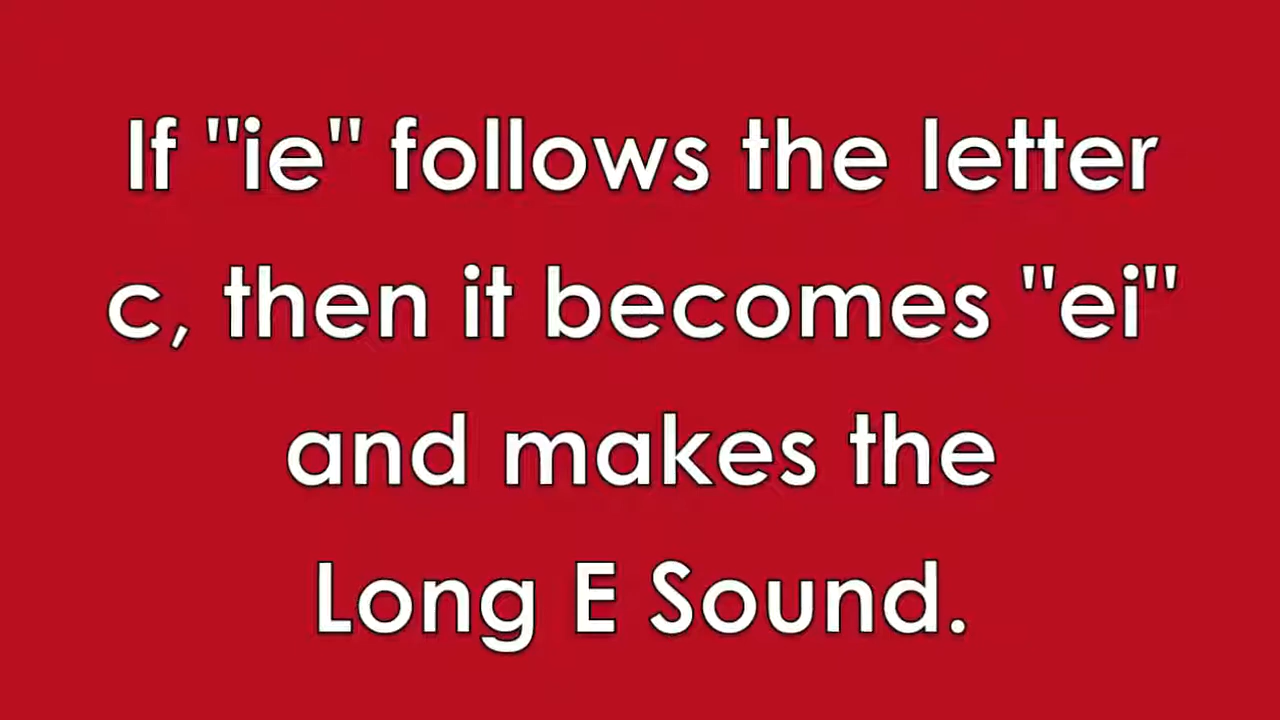 If "ie" follows the letter
c, then it becomes "ei"
and makes the
Long E Sound.